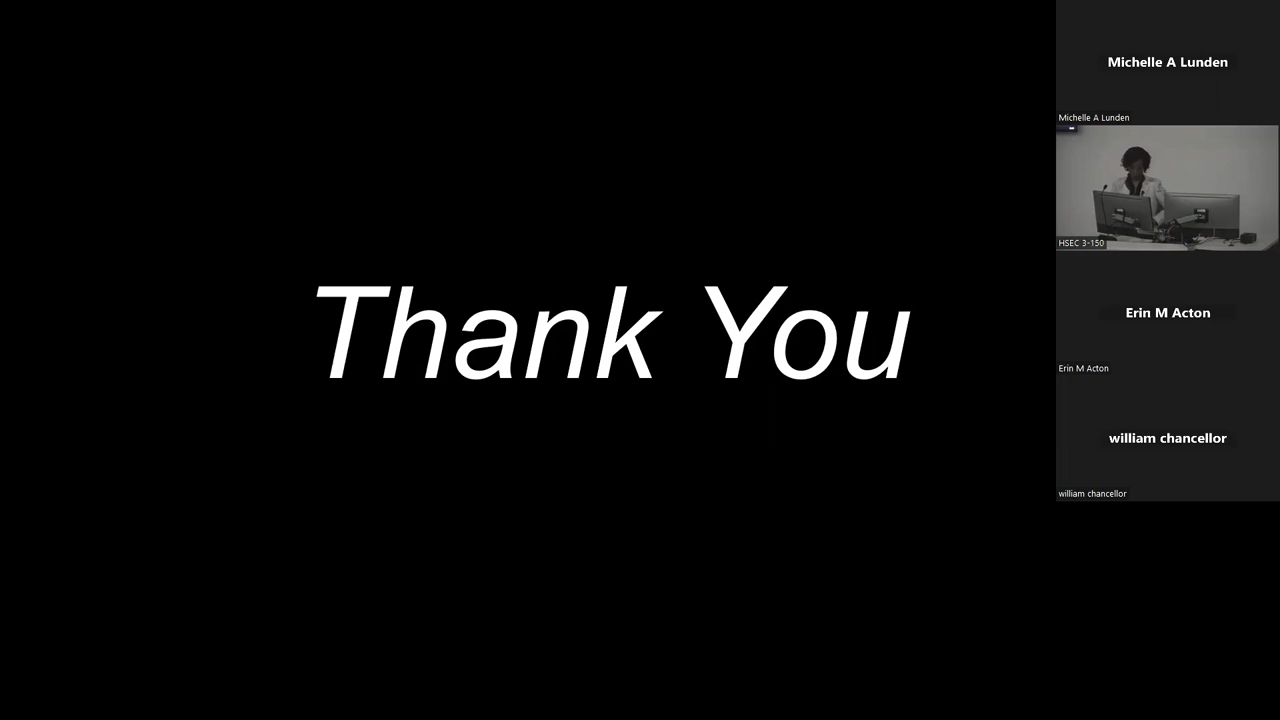 Thank You
Michelle A Lunden
Michelle A Lunden
HSEC 3-150
Erin M Acton
Erin M Acton
william chancellor
william chancellor